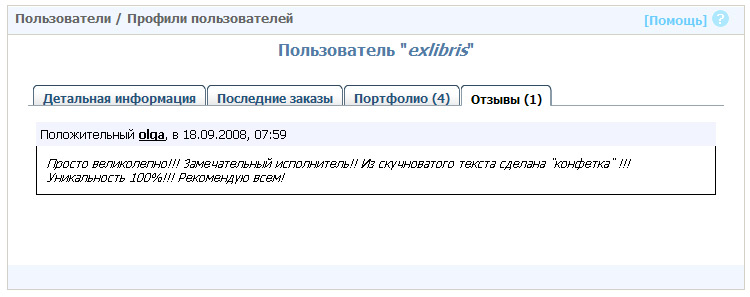 Пользователи / Профили пользователей
[Помощь] ?
Пользователь "exlibris"
Детальная информация Последние заказы Портфолио (4) Отзывы (1)
Положительный olga, в 18.09.2008, 07:59
Просто великолепно!!! Замечательный исполнитель!! Из скучноватого текста сделана "конфетка" !!!
Уникальность 100%!!! Рекомендую всем!